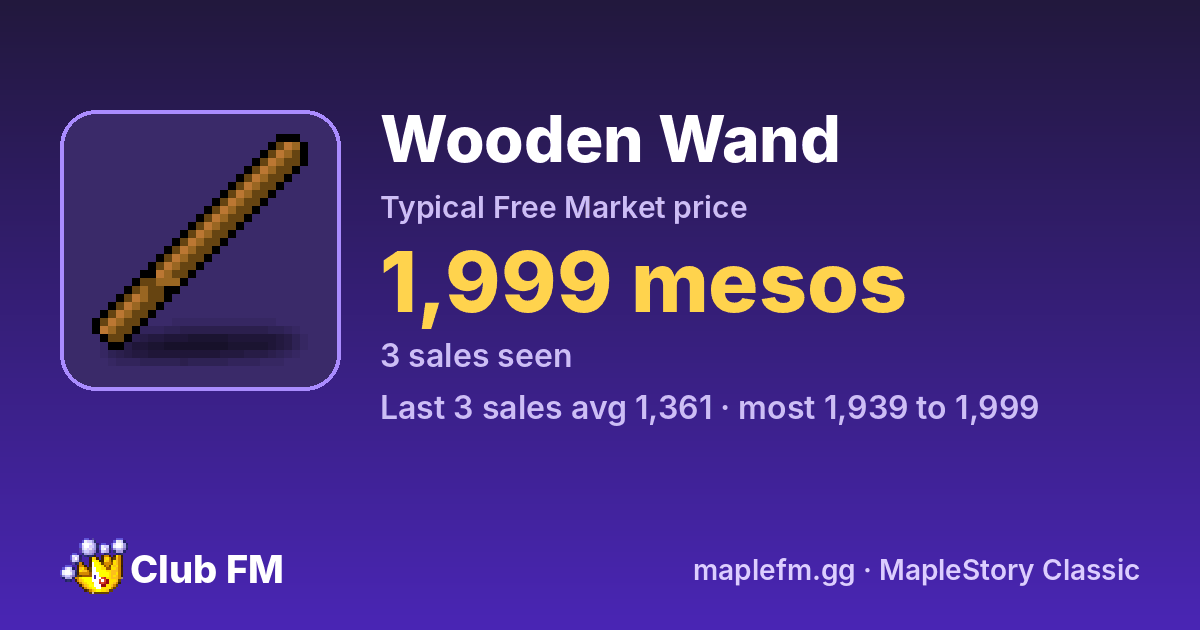 Wooden Wand
Typical Free Market price
1,999 mesos
3 sales seen
Last 3 sales avg 1,361 · most 1,939 to 1,999
Club FM
maplefm.gg · MapleStory Classic